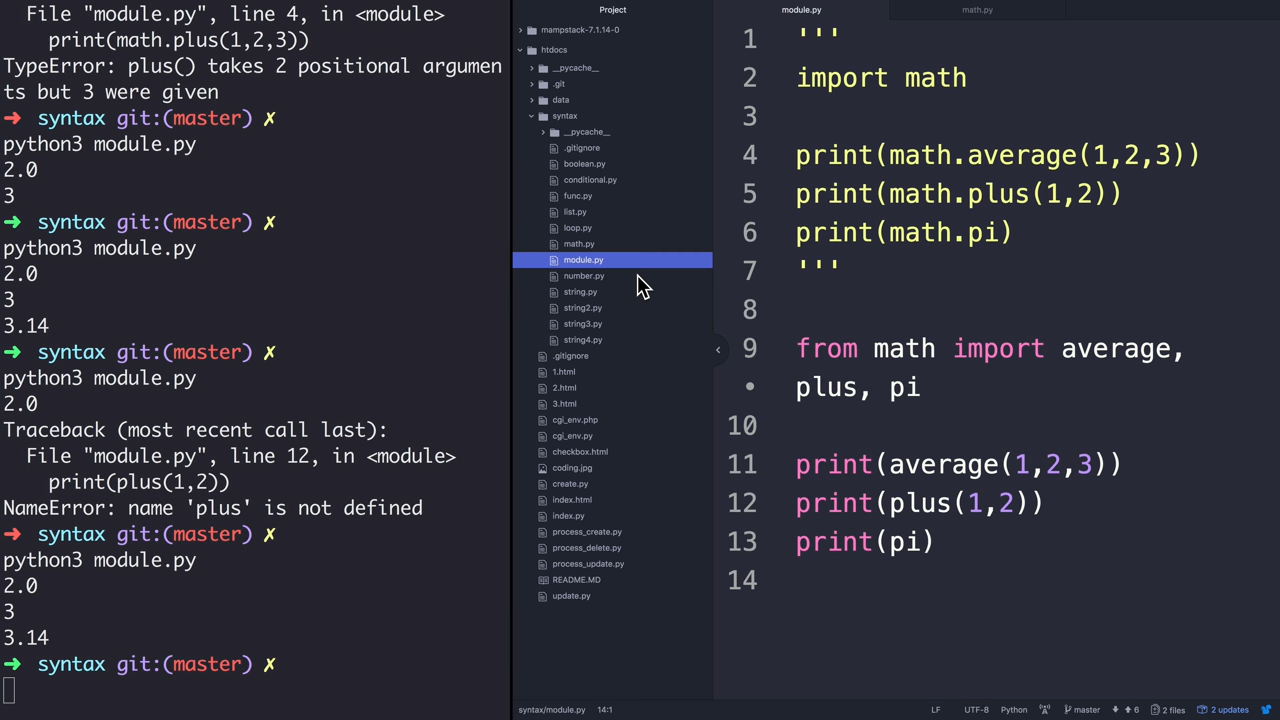 File "module.py", line 4, in <module>
print(math.plus(1,2,3))
TypeError: plus() takes 2 positional argumen
ts but 3 were given
➜ syntax git:(master) ✗
python3 module.py
2.0
3
➜ syntax git:(master) ✗
python3 module.py
2.0
3
3.14
➜ syntax git:(master) ✗
python3 module.py
2.0
Traceback (most recent call last):
File "module.py", line 12, in <module>
print(plus(1,2))
NameError: name 'plus' is not defined
➜ syntax git:(master) ✗
python3 module.py
2.0
3
3.14
➜ syntax git:(master) ✗
Project
mampstack-7.1.14-0
htdocs
__pycache__
.git
data
syntax
__pycache__
.gitignore
boolean.py
conditional.py
func.py
list.py
loop.py
math.py
module.py
number.py
string.py
string2.py
string3.py
string4.py
.gitignore
1.html
2.html
3.html
cgi_env.php
cgi_env.py
checkbox.html
coding.jpg
create.py
index.html
index.py
process_create.py
process_delete.py
process_update.py
README.MD
update.py
module.py
math.py
1 '''
2 import math
3
4 print(math.average(1,2,3))
5 print(math.plus(1,2))
6 print(math.pi)
7 '''
8
9 from math import average,
• plus, pi
10
11 print(average(1,2,3))
12 print(plus(1,2))
13 print(pi)
14
syntax/module.py 14:1
LF UTF-8 Python master 6 2 files 2 updates